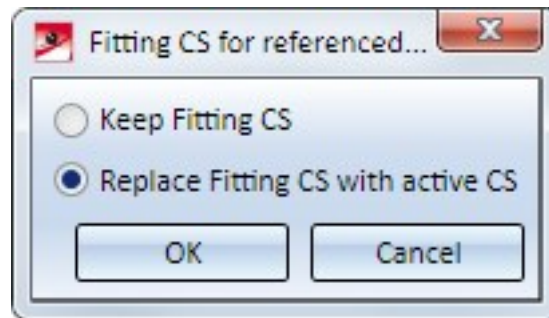 Fitting CS for referenced...
Keep Fitting CS
Replace Fitting CS with active CS
OK
Cancel